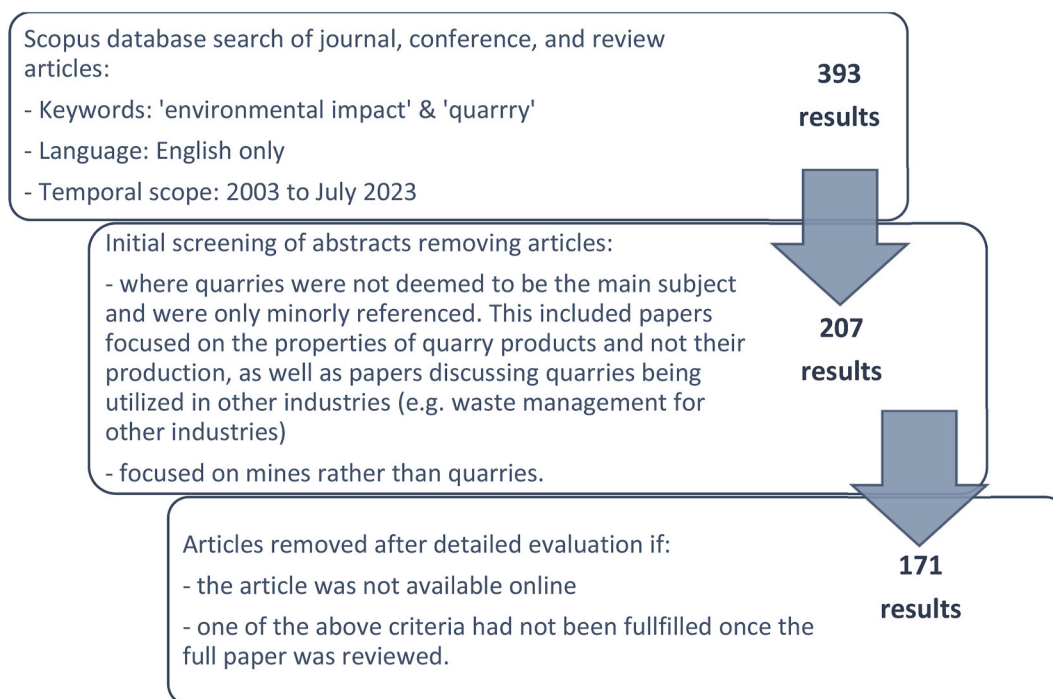 Scopus database search of journal, conference, and review
articles:
- Keywords: 'environmental impact' & 'quarrry'
- Language: English only
- Temporal scope: 2003 to July 2023
393
results
Initial screening of abstracts removing articles:
- where quarries were not deemed to be the main subject
and were only minorly referenced. This included papers
focused on the properties of quarry products and not their
production, as well as papers discussing quarries being
utilized in other industries (e.g. waste management for
other industries)
- focused on mines rather than quarries.
207
results
Articles removed after detailed evaluation if:
- the article was not available online
- one of the above criteria had not been fullfilled once the
full paper was reviewed.
171
results